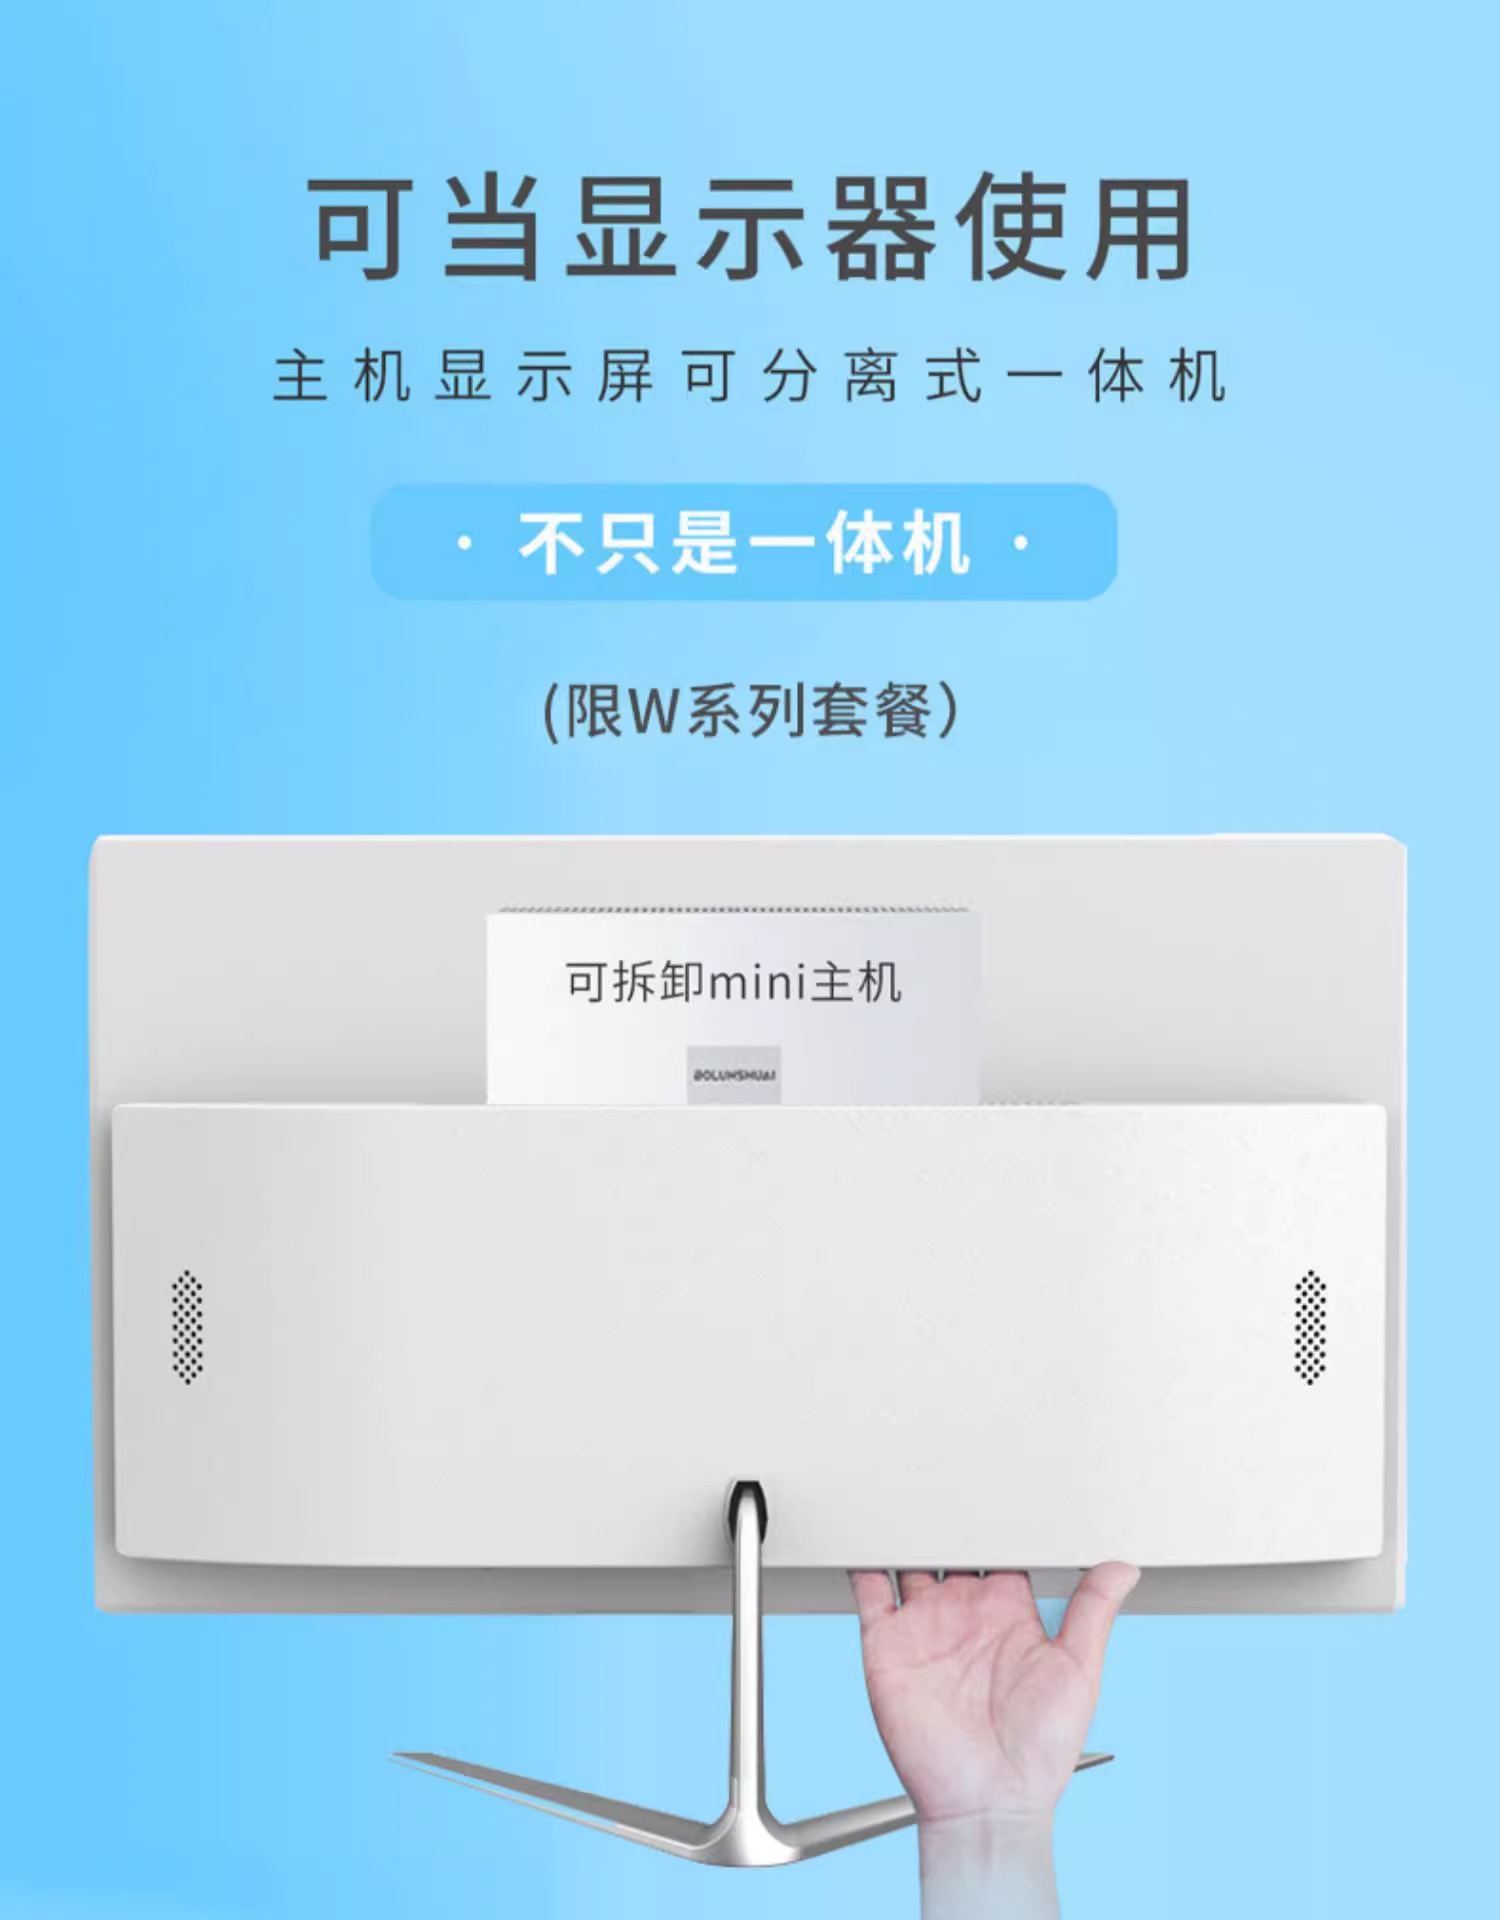 可当显示器使用
主机显示屏可分离式一体机
· 不只是一体机 ·
(限W系列套餐）
可拆卸mini主机
BOLUNSHUAI